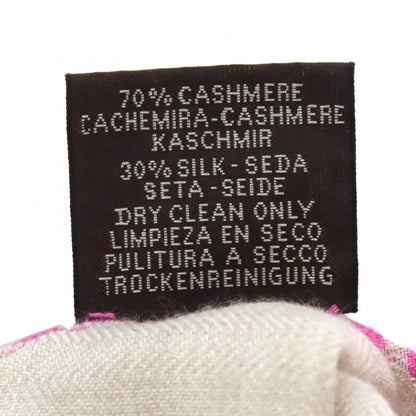 70% CASHMERE
CACHEMIRA-CASHMERE
KASCHMIR
30% SILK - SEDA
SETA - SEIDE
DRY CLEAN ONLY
LIMPIEZA EN SECO
PULITURA A SECCO
TROCKENREINIGUNG